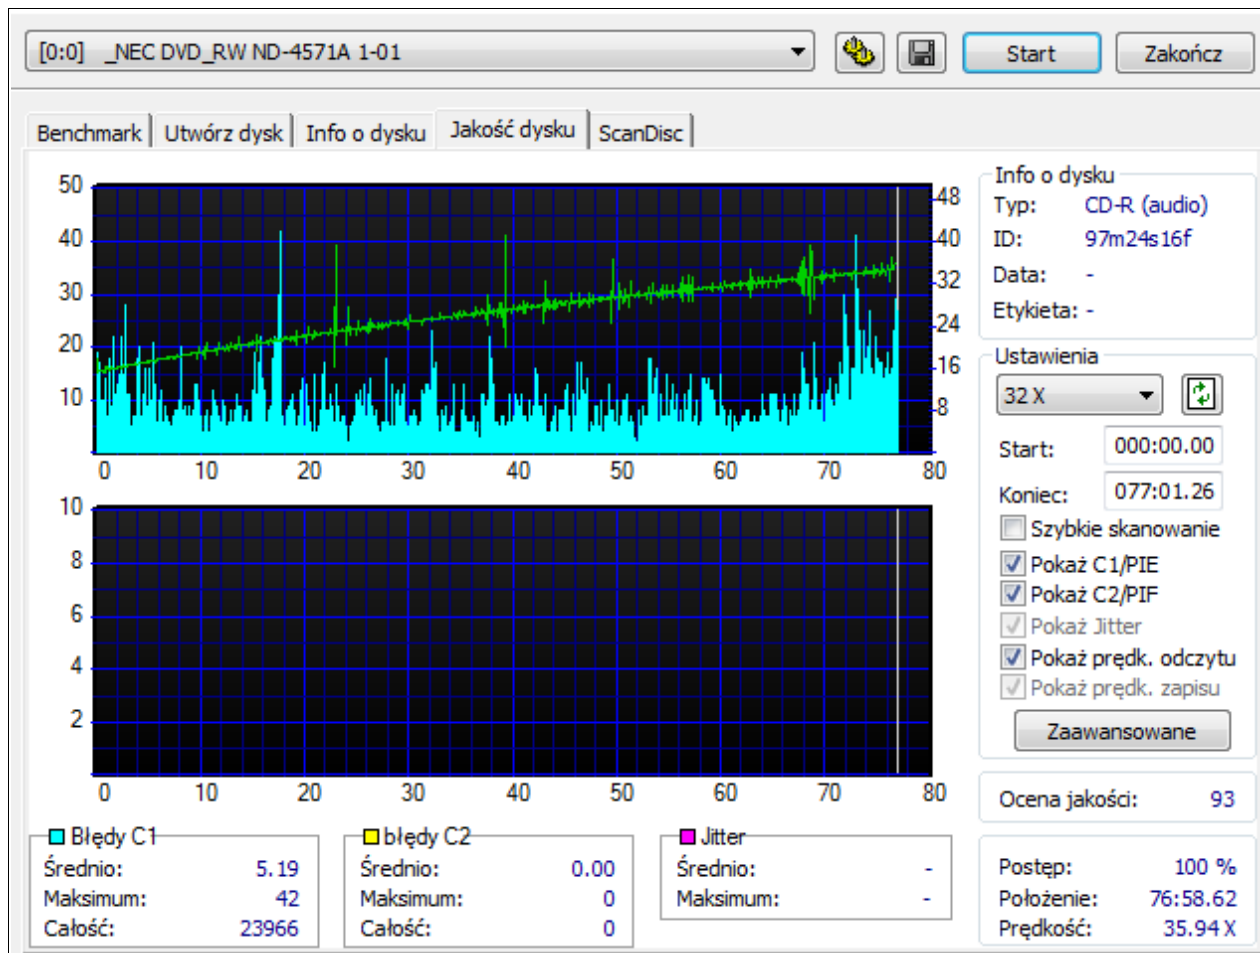 [0:0] _NEC DVD_RW ND-4571A 1-01
Start
Zakończ
Benchmark
Utwórz dysk
Info o dysku
Jakość dysku
ScanDisc
50
40
30
20
10
48
40
32
24
16
8
0 10 20 30 40 50 60 70 80
10
8
6
4
2
0 10 20 30 40 50 60 70 80
Info o dysku
Typ: CD-R (audio)
ID: 97m24s16f
Data: -
Etykieta: -
Ustawienia
32 X
Start: 000:00.00
Koniec: 077:01.26
Szybkie skanowanie
Pokaż C1/PIE
Pokaż C2/PIF
Pokaż Jitter
Pokaż prędk. odczytu
Pokaż prędk. zapisu
Zaawansowane
Ocena jakości: 93
Błędy C1
Średnio: 5.19
Maksimum: 42
Całość: 23966
błędy C2
Średnio: 0.00
Maksimum: 0
Całość: 0
Jitter
Średnio: -
Maksimum: -
Postęp: 100 %
Położenie: 76:58.62
Prędkość: 35.94 X